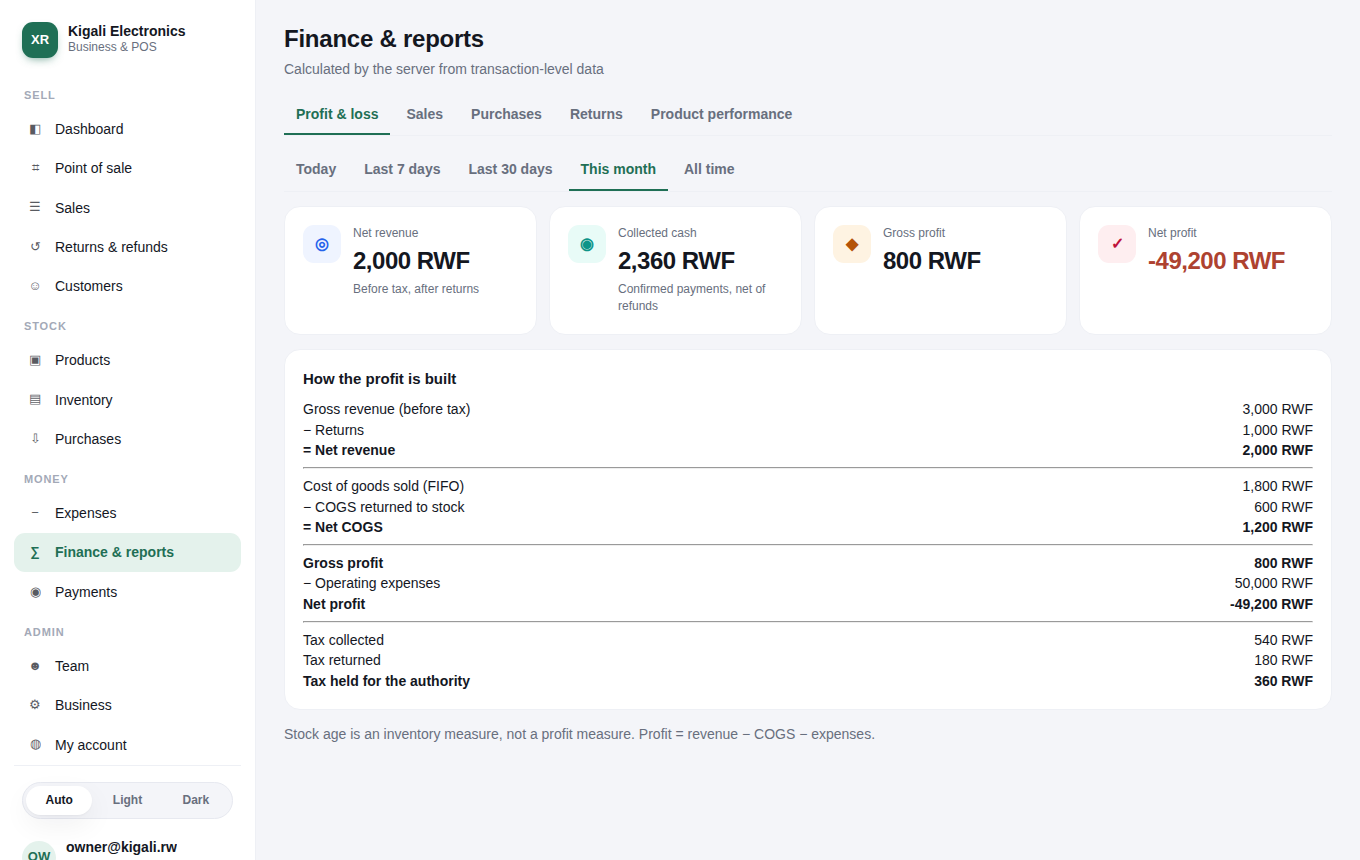 XR
Kigali Electronics
Business & POS
SELL
Dashboard
Point of sale
Sales
Returns & refunds
Customers
STOCK
Products
Inventory
Purchases
MONEY
Expenses
Finance & reports
Payments
ADMIN
Team
Business
My account
Auto Light Dark
OW
owner@kigali.rw
Finance & reports
Calculated by the server from transaction-level data
Profit & loss Sales Purchases Returns Product performance
Today Last 7 days Last 30 days This month All time
Net revenue
2,000 RWF
Before tax, after returns
Collected cash
2,360 RWF
Confirmed payments, net of
refunds
Gross profit
800 RWF
Net profit
-49,200 RWF
How the profit is built
Gross revenue (before tax) 3,000 RWF
− Returns 1,000 RWF
= Net revenue 2,000 RWF
Cost of goods sold (FIFO) 1,800 RWF
− COGS returned to stock 600 RWF
= Net COGS 1,200 RWF
Gross profit 800 RWF
− Operating expenses 50,000 RWF
Net profit -49,200 RWF
Tax collected 540 RWF
Tax returned 180 RWF
Tax held for the authority 360 RWF
Stock age is an inventory measure, not a profit measure. Profit = revenue − COGS − expenses.